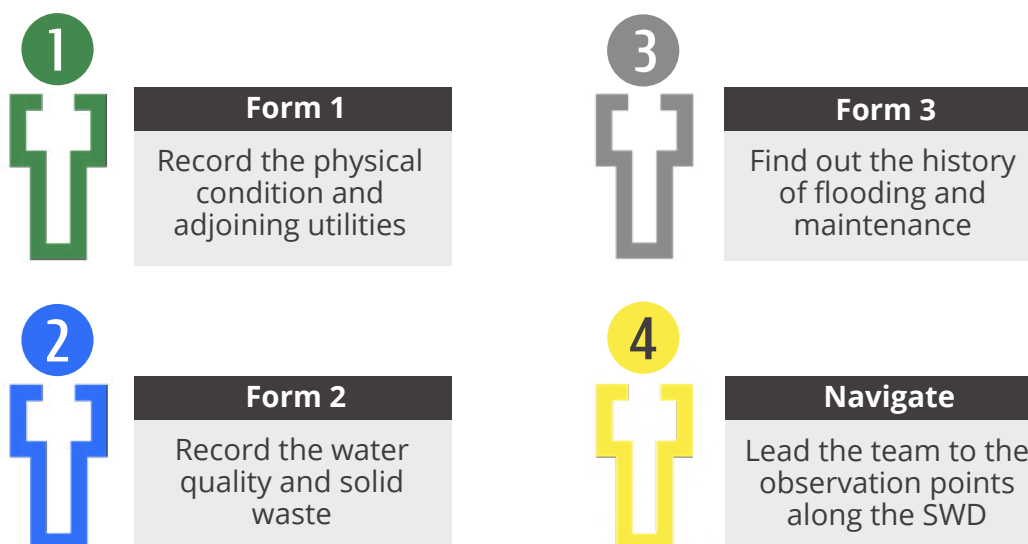 1
Form 1
Record the physical
condition and
adjoining utilities
2
Form 2
Record the water
quality and solid
waste
3
Form 3
Find out the history
of flooding and
maintenance
4
Navigate
Lead the team to the
observation points
along the SWD